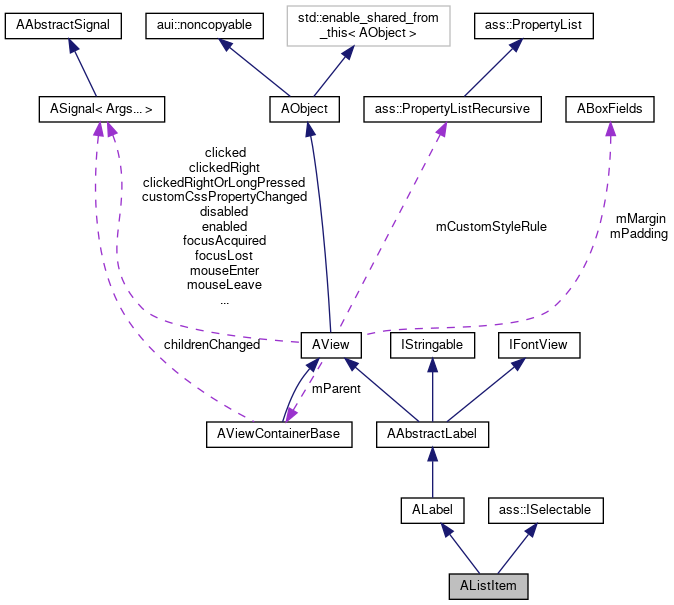 AAbstractSignal
aui::noncopyable
std::enable_shared_from
_this< AObject >
ass::PropertyList
ASignal< Args... >
AObject
ass::PropertyListRecursive
ABoxFields
clicked
clickedRight
clickedRightOrLongPressed
customCssPropertyChanged
disabled
enabled
focusAcquired
focusLost
mouseEnter
mouseLeave
...
mCustomStyleRule
mMargin
mPadding
childrenChanged
AView
IStringable
IFontView
mParent
AViewContainerBase
AAbstractLabel
ALabel
ass::ISelectable
AListItem